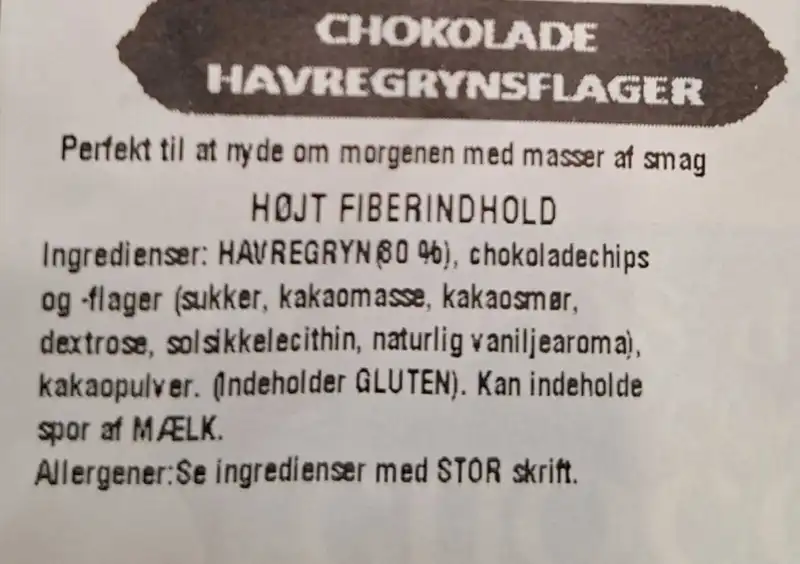 CHOKOLADE
HAVREGRYNSFLAGER
Perfekt til at nyde om morgenen med masser af smag
HØJT FIBERINDHOLD
Ingredienser: HAVREGRYN(80 %), chokoladechips
og -flager (sukker, kakaomasse, kakaosmør,
dextrose, solsikkelecithin, naturlig vaniljearoma),
kakaopulver. (Indeholder GLUTEN). Kan indeholde
spor af MÆLK.
Allergener:Se ingredienser med STOR skrift.